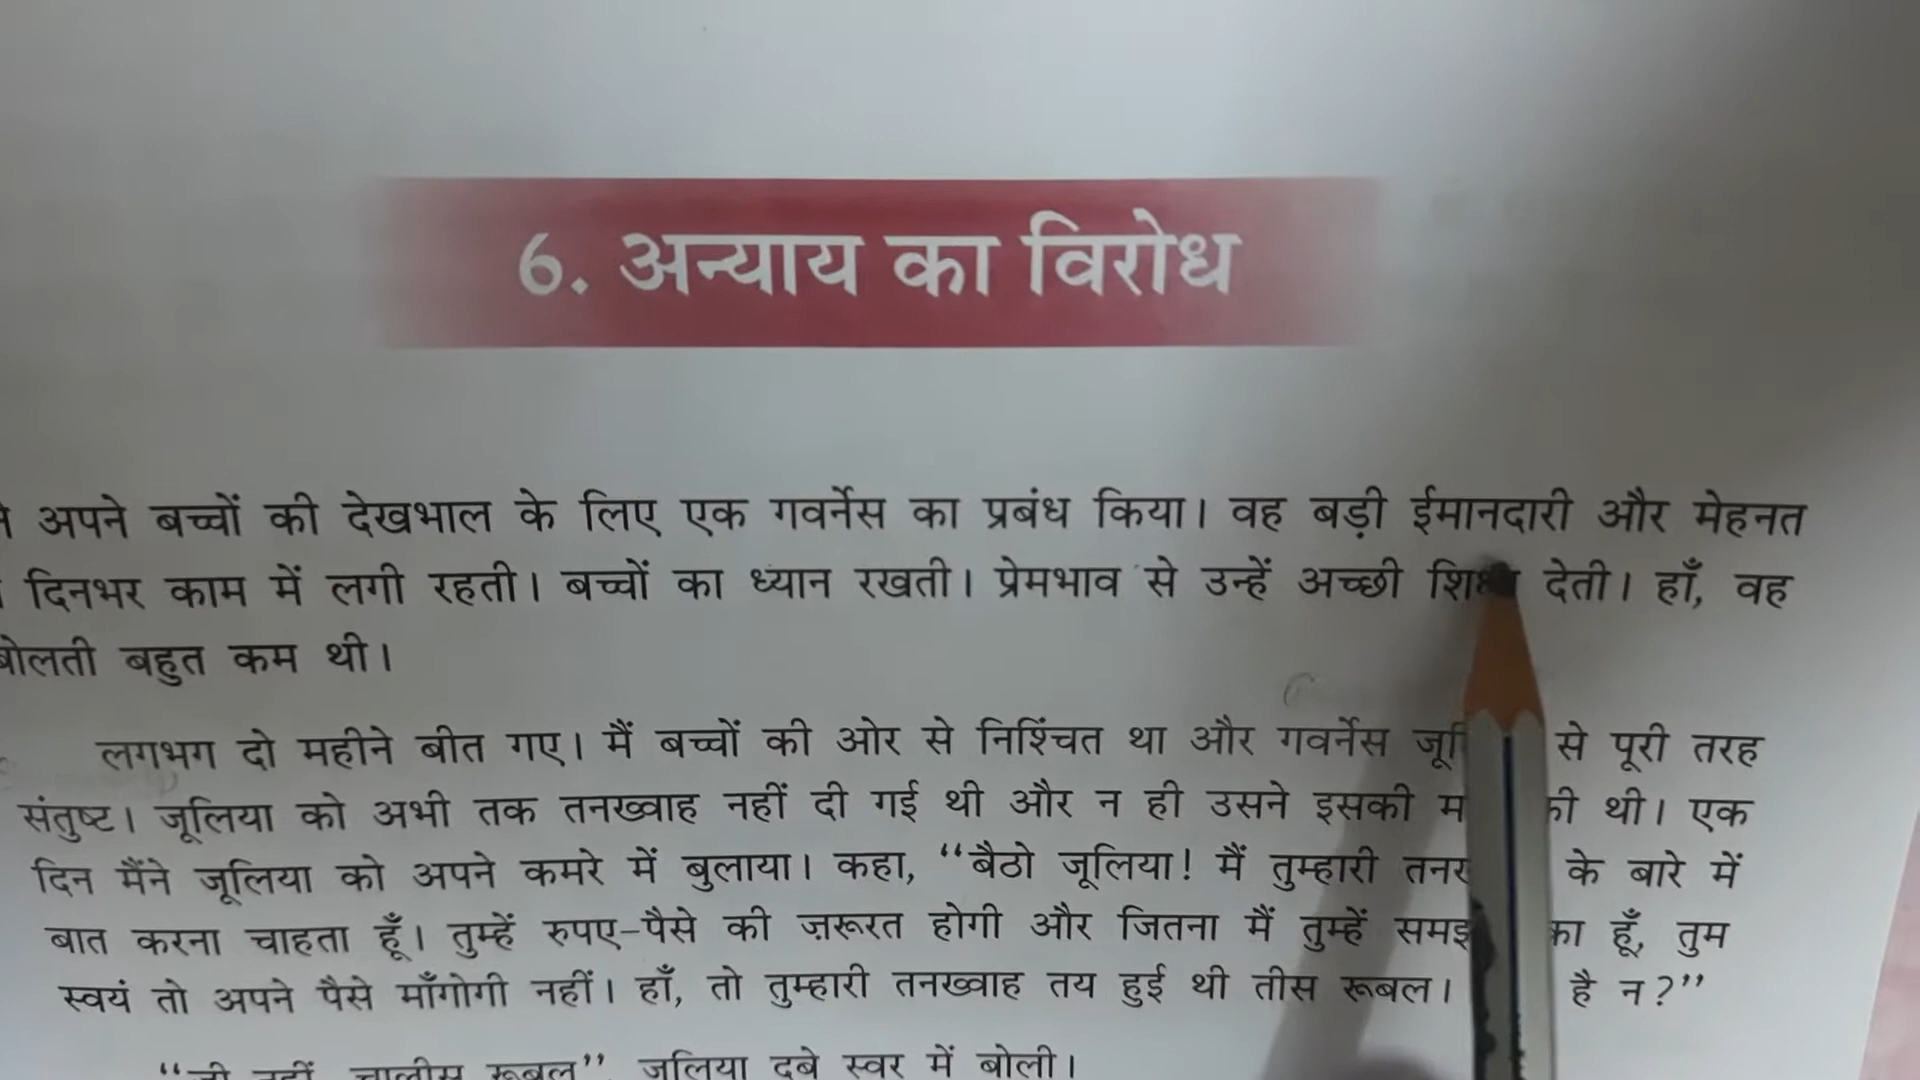 6. अन्याय का विरोध
अपने बच्चों की देखभाल के लिए एक गवर्नेस का प्रबंध किया। वह बड़ी ईमानदारी और मेहनत
दिनभर काम में लगी रहती। बच्चों का ध्यान रखती। प्रेमभाव से उन्हें अच्छी देती। हाँ, वह
बोलती बहुत कम थी।
लगभग दो महीने बीत गए। मैं बच्चों की ओर से निश्चिंत था और गवर्नेस से पूरी तरह
संतुष्ट। जूलिया को अभी तक तनख्वाह नहीं दी गई थी और न ही उसने इसकी थी। एक
दिन मैंने जूलिया को अपने कमरे में बुलाया। कहा, “बैठो जूलिया! मैं तुम्हारी के बारे में
बात करना चाहता हूँ। तुम्हें रुपए-पैसे की ज़रूरत होगी और जितना मैं तुम्हें हूँ, तुम
स्वयं तो अपने पैसे माँगोगी नहीं। हाँ, तो तुम्हारी तनख्वाह तय हुई थी तीस रूबल। है न?”
“जी नहीं, चालीस रूबल”, जूलिया दबे स्वर में बोली।